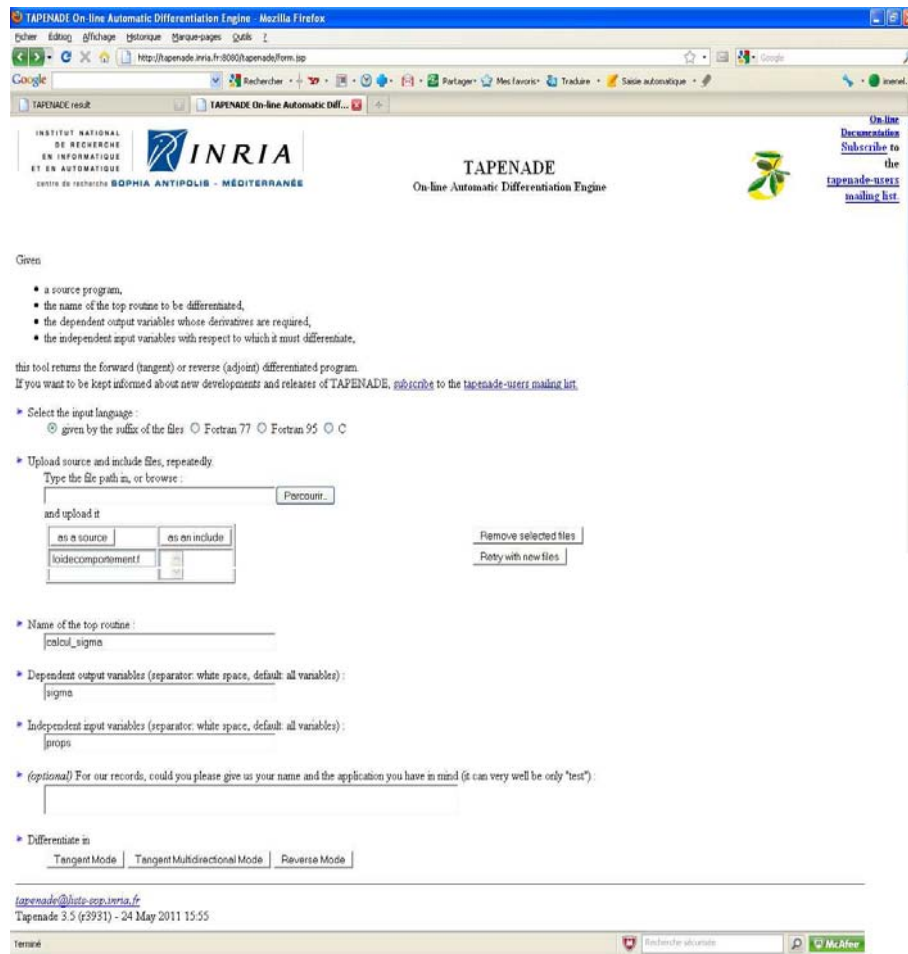 TAPENADE On-line Automatic Differentiation Engine - Mozilla Firefox
Fichier Édition Affichage Historique Marque-pages Outils ?
http://tapenade.inria.fr:8080/tapenade/form.jsp
Google
Google Rechercher Partager Mes favoris Traduire Saisie automatique
TAPENADE result TAPENADE On-line Automatic Diff...
INSTITUT NATIONAL
DE RECHERCHE
EN INFORMATIQUE
ET EN AUTOMATIQUE
INRIA
centre de recherche SOPHIA ANTIPOLIS - MÉDITERRANÉE
TAPENADE
On-line Automatic Differentiation Engine
On-line
Documentation
Subscribe to
the
tapenade-users
mailing list.
Given
a source program,
the name of the top routine to be differentiated,
the dependent output variables whose derivatives are required,
the independent input variables with respect to which it must differentiate,
this tool returns the forward (tangent) or reverse (adjoint) differentiated program.
If you want to be kept informed about new developments and releases of TAPENADE, subscribe to the tapenade-users mailing list.
Select the input language :
given by the suffix of the files Fortran 77 Fortran 95 C
Upload source and include files, repeatedly.
Type the file path in, or browse :
Parcourir...
and upload it
as a source as an include
Remove selected files
loidecomportement.f
Retry with new files
Name of the top routine :
calcul_sigma
Dependent output variables (separator: white space, default: all variables) :
sigma
Independent input variables (separator: white space, default: all variables) :
props
(optional) For our records, could you please give us your name and the application you have in mind (it can very well be only "test") :
Differentiate in
Tangent Mode Tangent Multidirectional Mode Reverse Mode
tapenade@lists-sop.inria.fr
Tapenade 3.5 (r3931) - 24 May 2011 15:55
Terminé
Recherche sécurisée
McAfee